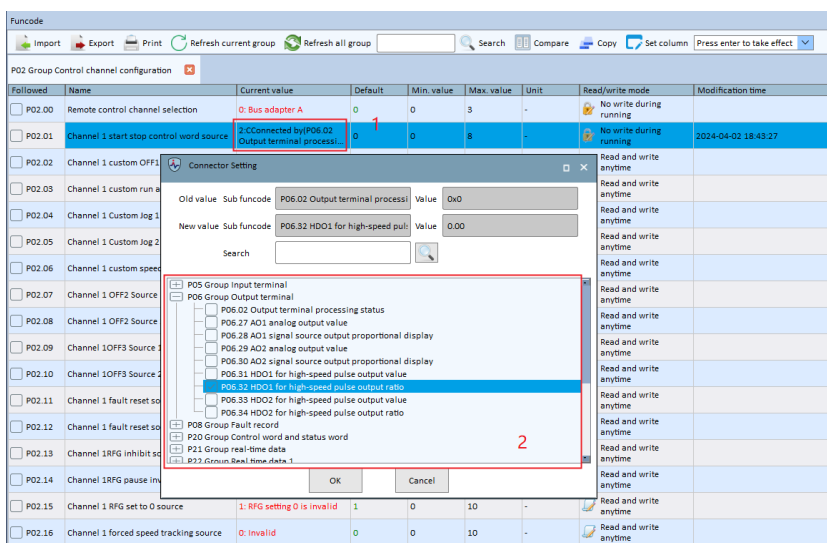 Funcode
Import Export Print Refresh current group Refresh all group Search Compare Copy Set column Press enter to take effect
P02 Group Control channel configuration
Followed Name Current value Default Min. value Max. value Unit Read/write mode Modification time
P02.00 Remote control channel selection 0: Bus adapter A 0 0 3 - No write during
running
1
P02.01 Channel 1 start stop control word source 2:CConnected by(P06.02 0 0 8 - No write during 2024-04-02 18:43:27
Output terminal processi... running
P02.02 Channel 1 custom OFF1 Read and write
anytime
P02.03 Channel 1 custom run a Read and write
anytime
P02.04 Channel 1 Custom Jog 1 Read and write
anytime
P02.05 Channel 1 Custom Jog 2 Read and write
anytime
P02.06 Channel 1 custom speed Read and write
anytime
P02.07 Channel 1 OFF2 Source Read and write
anytime
P02.08 Channel 1 OFF2 Source Read and write
anytime
P02.09 Channel 1OFF3 Source 1 Read and write
anytime
P02.10 Channel 1OFF3 Source 2 Read and write
anytime
P02.11 Channel 1 fault reset so Read and write
anytime
P02.12 Channel 1 fault reset so Read and write
anytime
P02.13 Channel 1RFG inhibit so Read and write
anytime
P02.14 Channel 1RFG pause inv Read and write
anytime
P02.15 Channel 1 RFG set to 0 source 1: RFG setting 0 is invalid 1 0 10 - Read and write
anytime
P02.16 Channel 1 forced speed tracking source 0: Invalid 0 0 10 - Read and write
anytime
Connector Setting
Old value Sub funcode P06.02 Output terminal processi Value 0x0
New value Sub funcode P06.32 HDO1 for high-speed puls Value 0.00
Search
P05 Group Input terminal
P06 Group Output terminal
P06.02 Output terminal processing status
P06.27 AO1 analog output value
P06.28 AO1 signal source output proportional display
P06.29 AO2 analog output value
P06.30 AO2 signal source output proportional display
P06.31 HDO1 for high-speed pulse output value
P06.32 HDO1 for high-speed pulse output ratio
P06.33 HDO2 for high-speed pulse output value
P06.34 HDO2 for high-speed pulse output ratio
P08 Group Fault record
P20 Group Control word and status word
P21 Group real-time data
P22 Group Real time data 1
2
OK Cancel